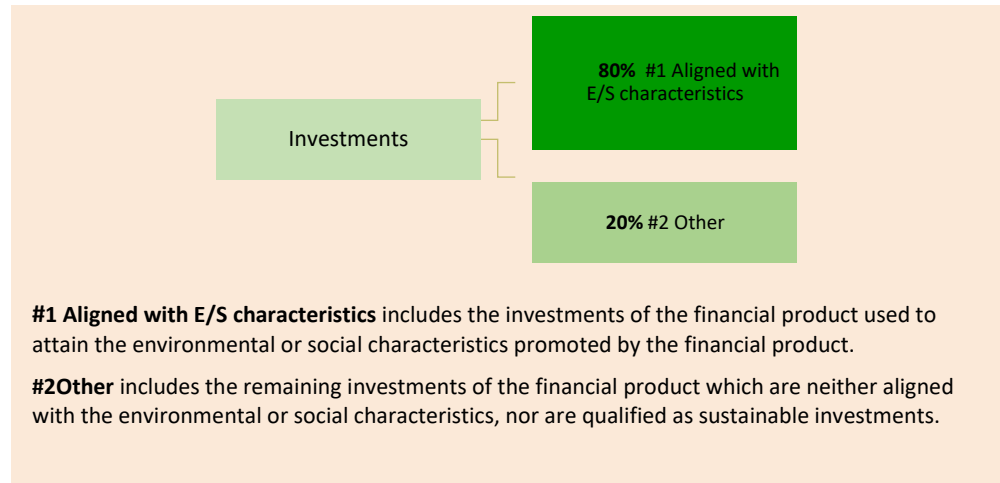 80% #1 Aligned with
E/S characteristics
Investments
20% #2 Other
#1 Aligned with E/S characteristics includes the investments of the financial product used to
attain the environmental or social characteristics promoted by the financial product.
#2Other includes the remaining investments of the financial product which are neither aligned
with the environmental or social characteristics, nor are qualified as sustainable investments.